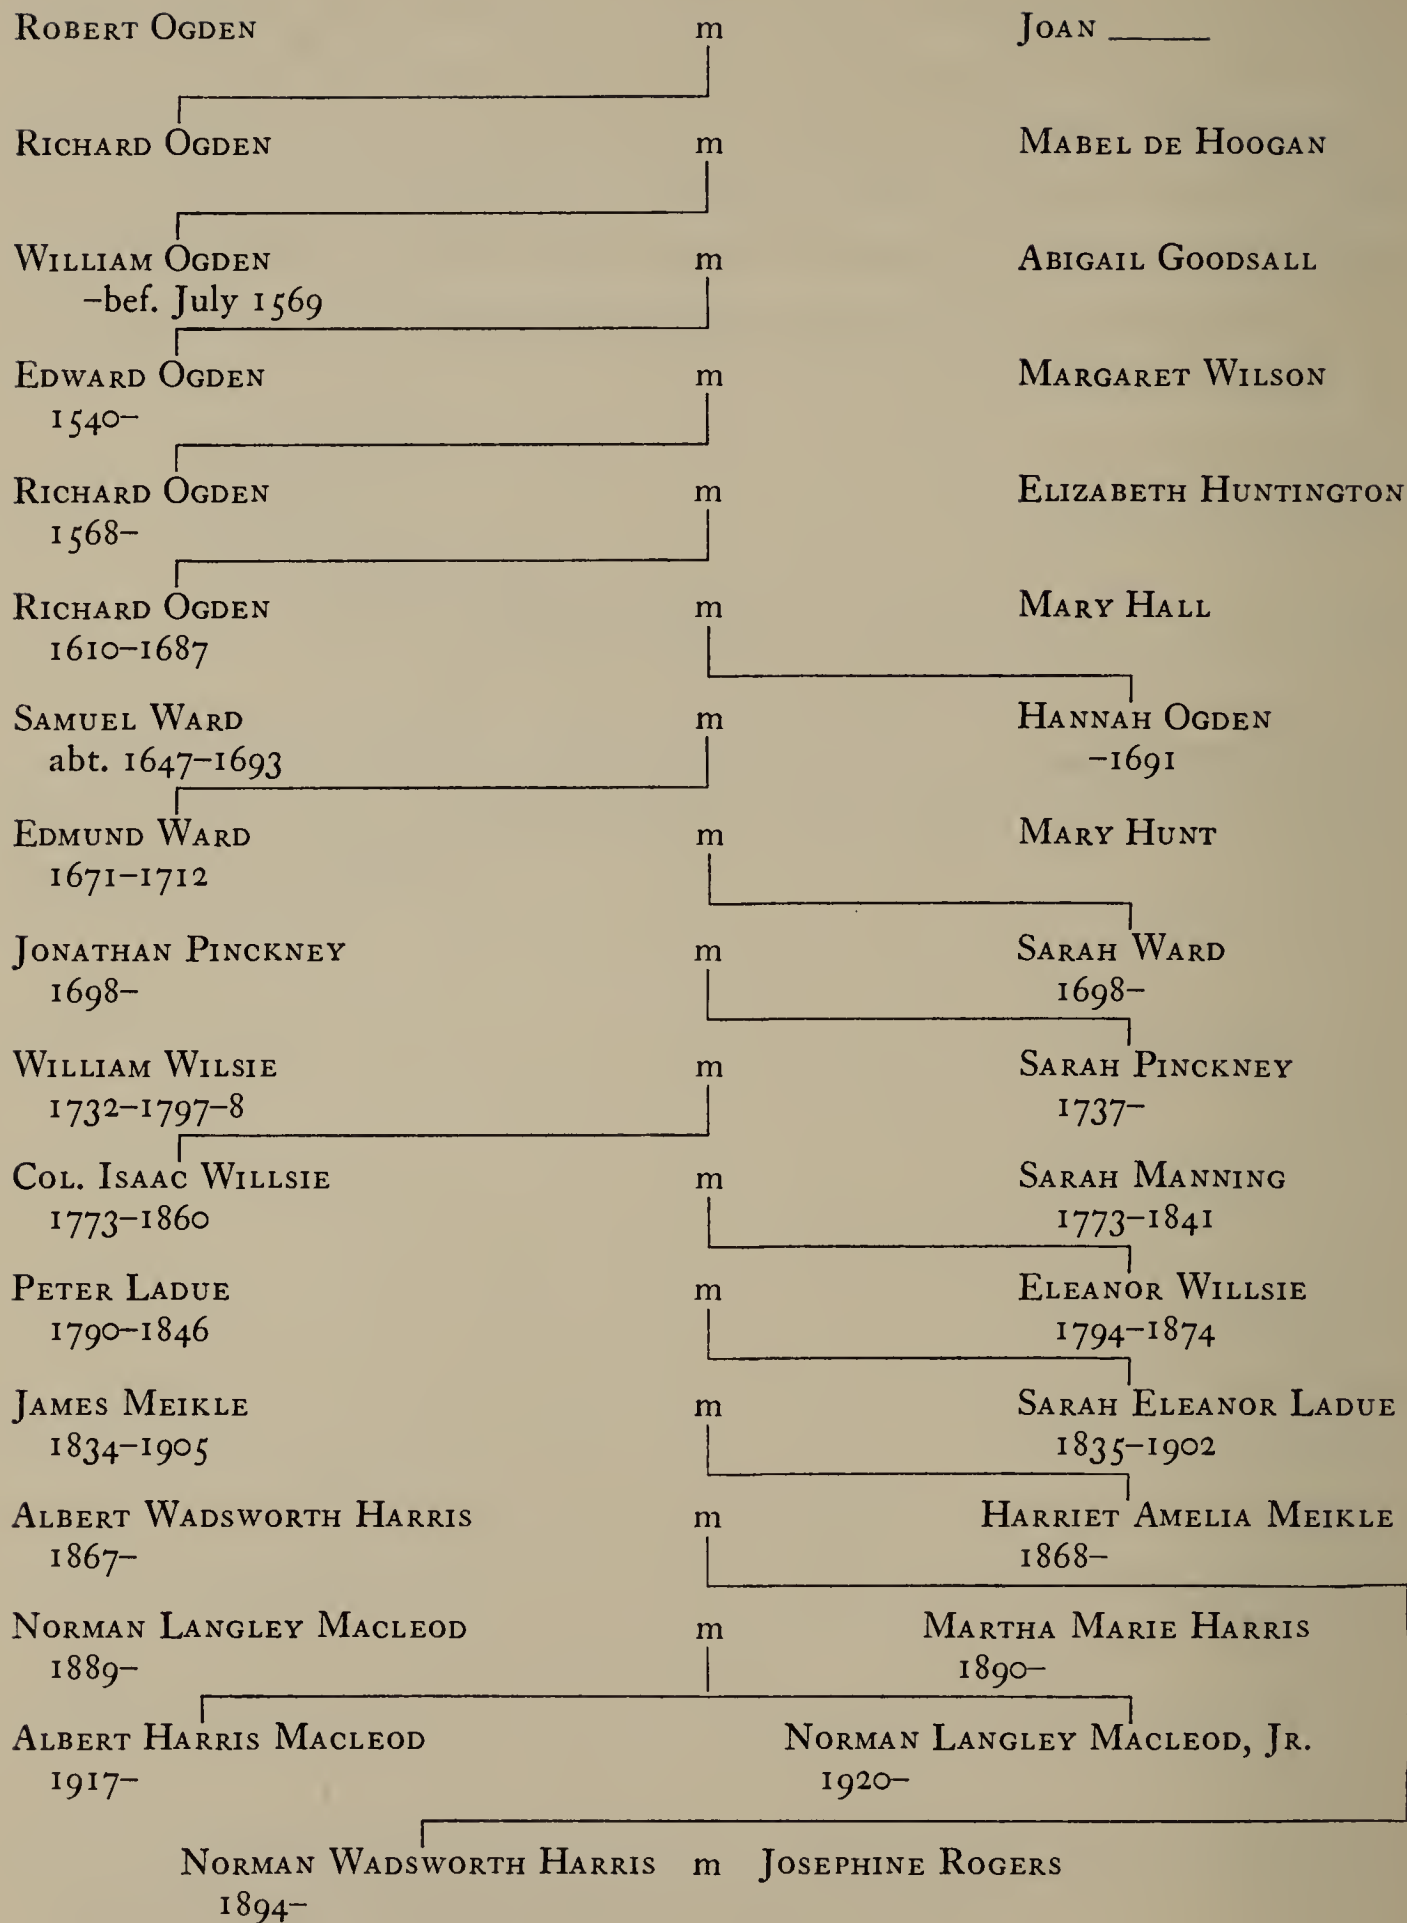 ROBERT OGDEN m JOAN ______
RICHARD OGDEN m MABEL DE HOOGAN
WILLIAM OGDEN m ABIGAIL GOODSALL
–bef. July 1569
EDWARD OGDEN m MARGARET WILSON
1540–
RICHARD OGDEN m ELIZABETH HUNTINGTON
1568–
RICHARD OGDEN m MARY HALL
1610–1687
SAMUEL WARD m HANNAH OGDEN
abt. 1647–1693 –1691
EDMUND WARD m MARY HUNT
1671–1712
JONATHAN PINCKNEY m SARAH WARD
1698– 1698–
WILLIAM WILSIE m SARAH PINCKNEY
1732–1797–8 1737–
COL. ISAAC WILLSIE m SARAH MANNING
1773–1860 1773–1841
PETER LADUE m ELEANOR WILLSIE
1790–1846 1794–1874
JAMES MEIKLE m SARAH ELEANOR LADUE
1834–1905 1835–1902
ALBERT WADSWORTH HARRIS m HARRIET AMELIA MEIKLE
1867– 1868–
NORMAN LANGLEY MACLEOD m MARTHA MARIE HARRIS
1889– 1890–
ALBERT HARRIS MACLEOD NORMAN LANGLEY MACLEOD, JR.
1917– 1920–
NORMAN WADSWORTH HARRIS m JOSEPHINE ROGERS
1894–